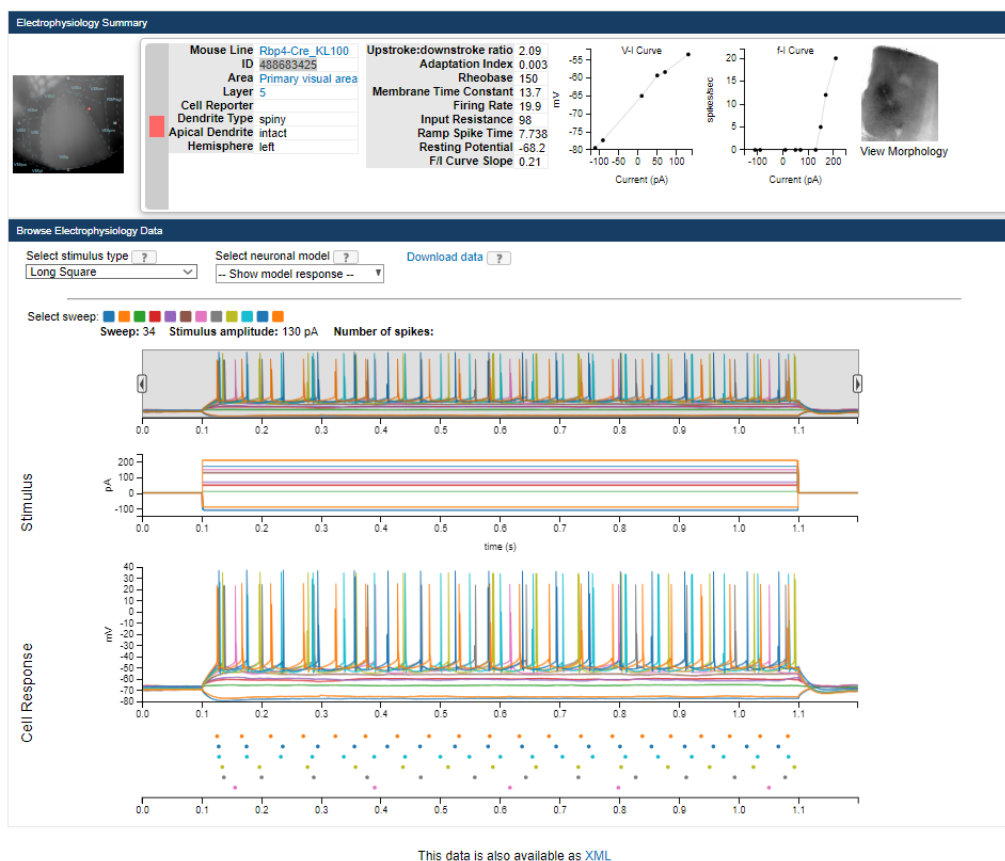 Electrophysiology Summary
Mouse Line Rbp4-Cre_KL100
ID 488683425
Area Primary visual area
Layer 5
Cell Reporter
Dendrite Type spiny
Apical Dendrite intact
Hemisphere left
Upstroke:downstroke ratio 2.09
Adaptation Index 0.003
Rheobase 150
Membrane Time Constant 13.7
Firing Rate 19.9
Input Resistance 98
Ramp Spike Time 7.738
Resting Potential -68.2
F/I Curve Slope 0.21
V-I Curve
-55
-60
-65
-70
-75
-80
mV
-100 -50 0 50 100
Current (pA)
f-I Curve
20
15
10
5
0
spikes/sec
-100 0 100 200
Current (pA)
View Morphology
Browse Electrophysiology Data
Select stimulus type ?
Long Square
Select neuronal model ?
-- Show model response --
Download data ?
Select sweep:
Sweep: 34 Stimulus amplitude: 130 pA Number of spikes:
0.0 0.1 0.2 0.3 0.4 0.5 0.6 0.7 0.8 0.9 1.0 1.1
Stimulus
pA
200
100
0
-100
0.0 0.1 0.2 0.3 0.4 0.5 0.6 0.7 0.8 0.9 1.0 1.1
time (s)
Cell Response
mV
40
30
20
10
0
-10
-20
-30
-40
-50
-60
-70
-80
0.0 0.1 0.2 0.3 0.4 0.5 0.6 0.7 0.8 0.9 1.0 1.1
0.0 0.1 0.2 0.3 0.4 0.5 0.6 0.7 0.8 0.9 1.0 1.1
This data is also available as XML